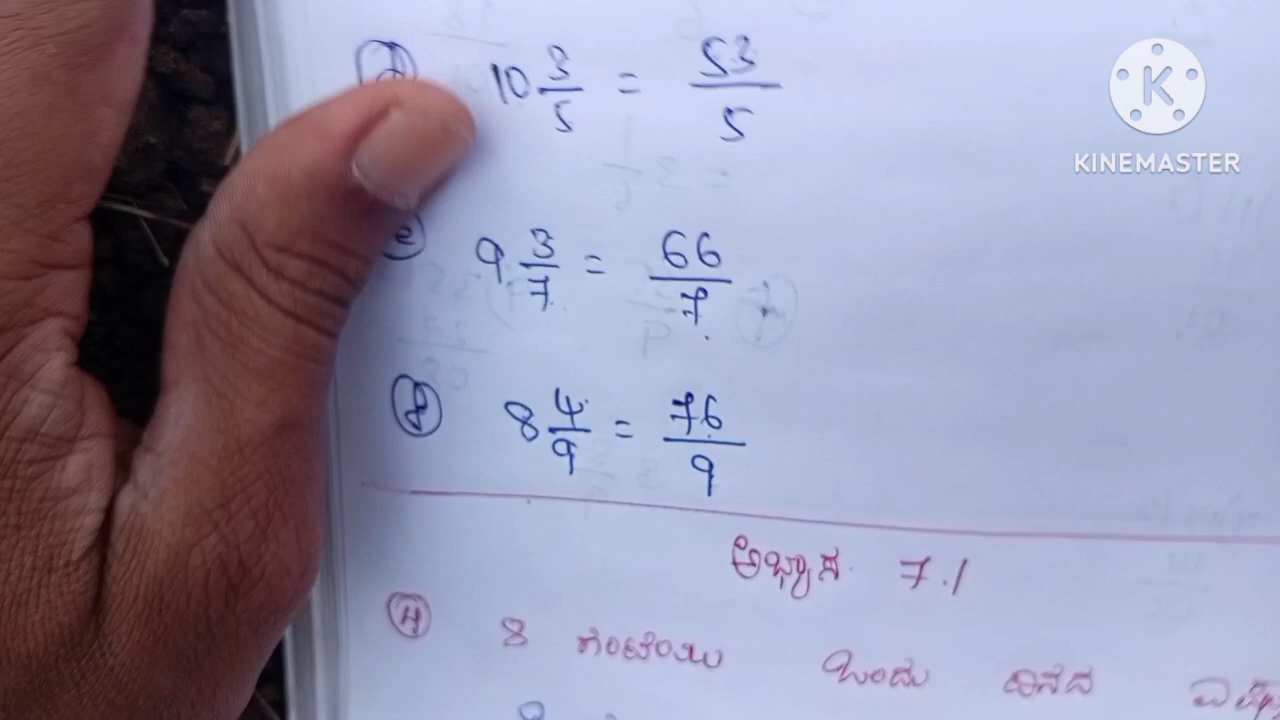 K
KINEMASTER
10 3/5 = 53/5
e 9 3/7 = 66/7
8 4/9 = 76/9
ಅಭ್ಯಾಸ 7.1
4 8 ಗಂಟೆಯು ಒಂದು ದಿನದ